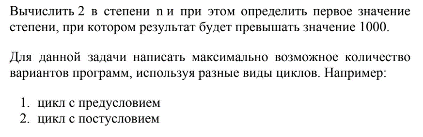 Вычислить 2 в степени n и при этом определить первое значение
степени, при котором результат будет превышать значение 1000.
Для данной задачи написать максимально возможное количество
вариантов программ, используя разные виды циклов. Например:
1. цикл с предусловием
2. цикл с постусловием